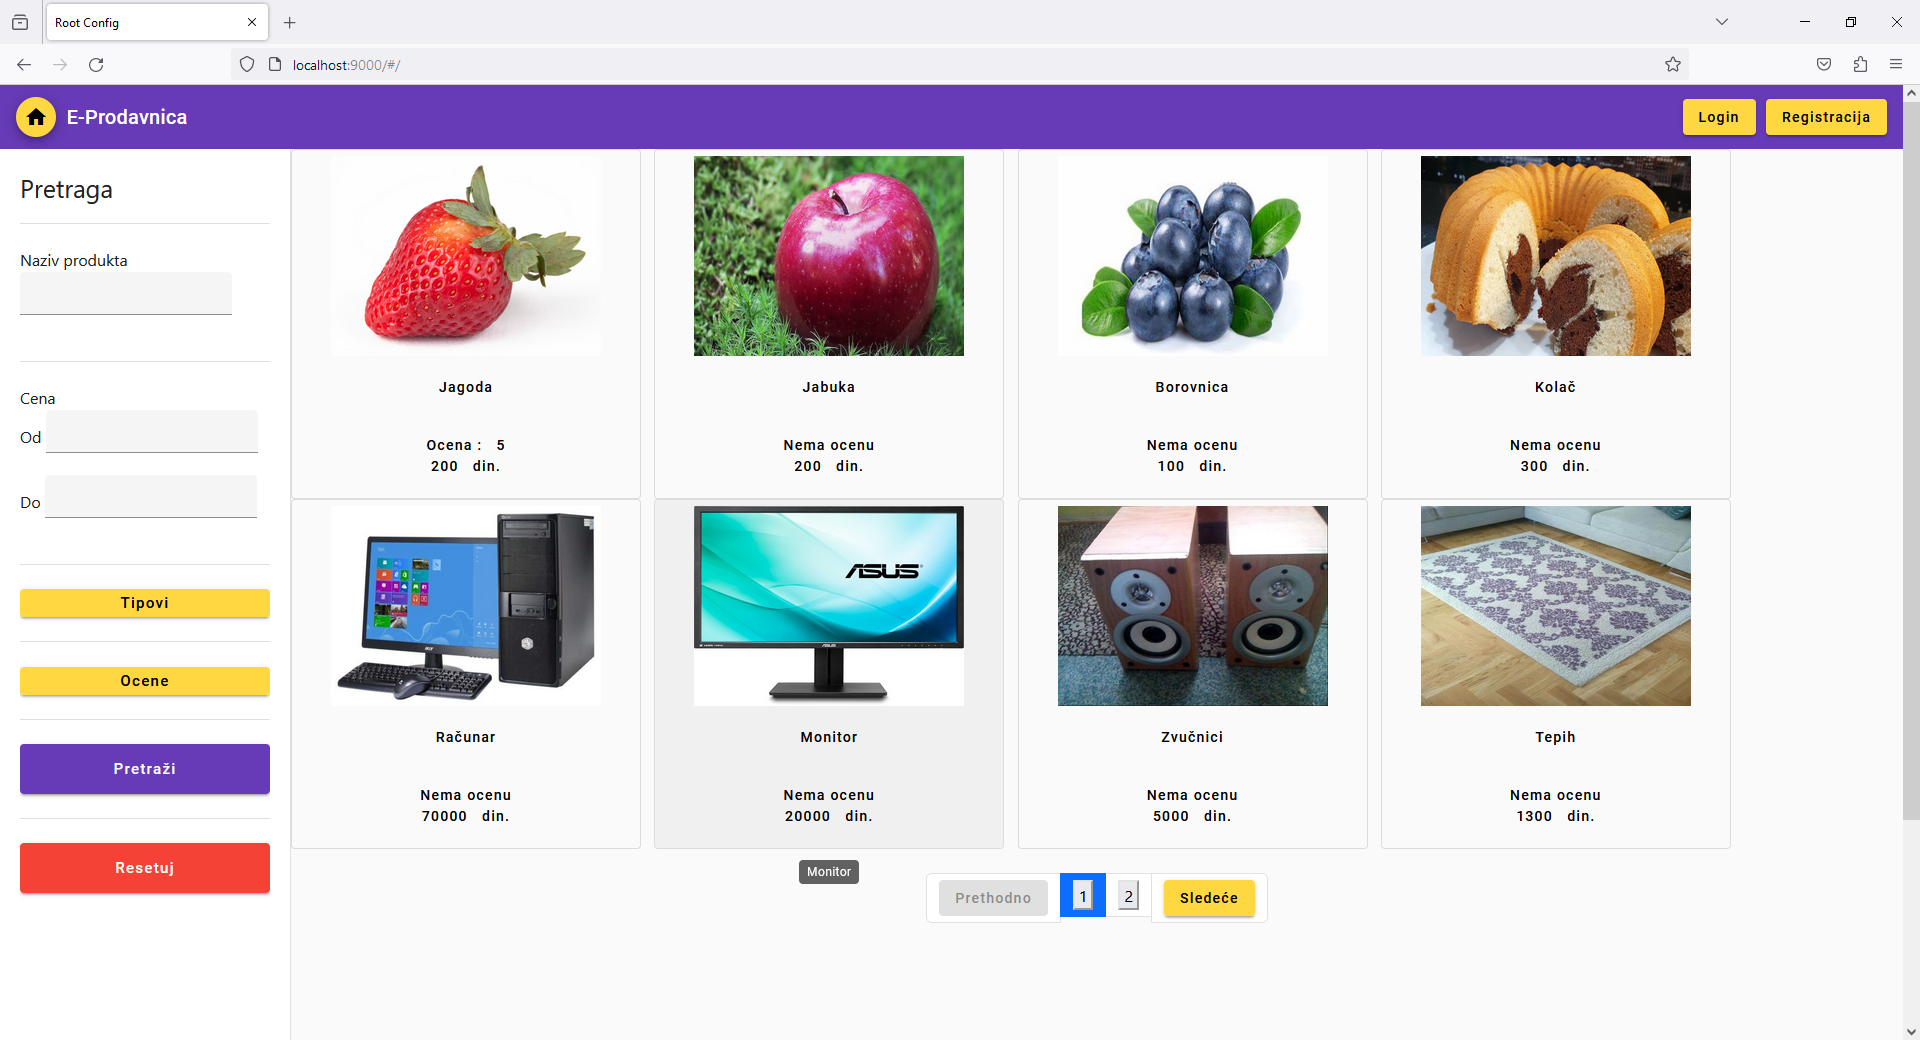 Root Config
localhost:9000/#/
E-Prodavnica
Login
Registracija
Pretraga
Naziv produkta
Cena
Od
Do
Tipovi
Ocene
Pretraži
Resetuj
Jagoda
Ocena : 5
200 din.
Jabuka
Nema ocenu
200 din.
Borovnica
Nema ocenu
100 din.
Kolač
Nema ocenu
300 din.
Računar
Nema ocenu
70000 din.
ASUS
Monitor
Nema ocenu
20000 din.
Zvučnici
Nema ocenu
5000 din.
Tepih
Nema ocenu
1300 din.
Monitor
Prethodno
1
2
Sledeće